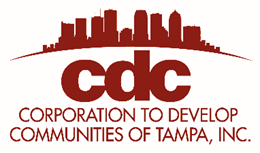 cdc
CORPORATION TO DEVELOP
COMMUNITIES OF TAMPA, INC.